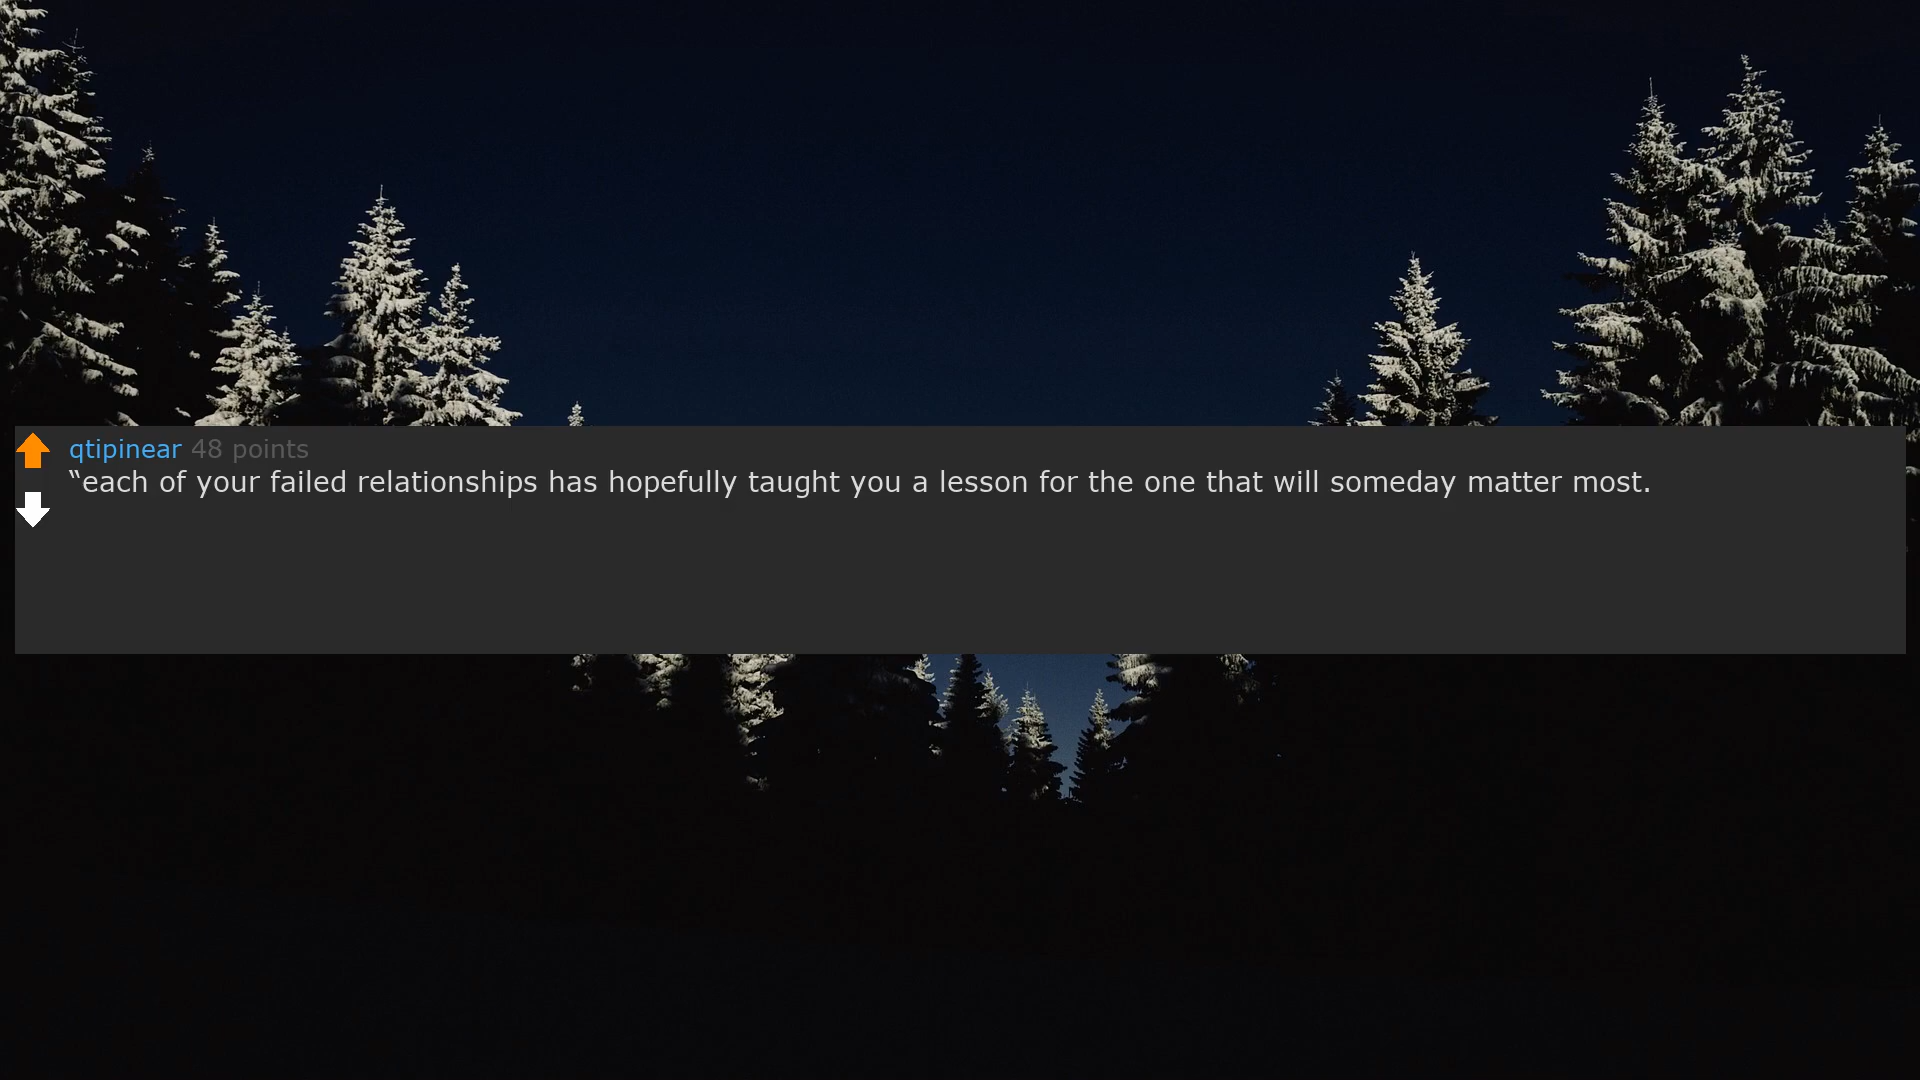 qtipinear 48 points
“each of your failed relationships has hopefully taught you a lesson for the one that will someday matter most.